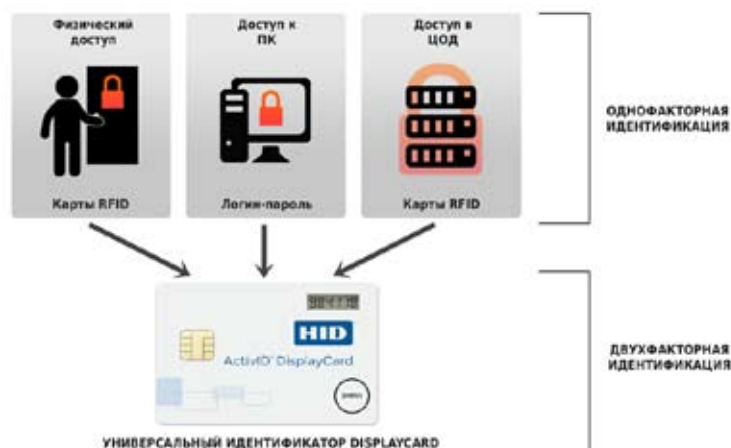 Физический
доступ
Доступ к
ПК
Доступ в
ЦОД
Карты RFID
Логин-пароль
Карты RFID
ОДНОФАКТОРНАЯ
ИДЕНТИФИКАЦИЯ
HID
ActivID® DisplayCard
ДВУХФАКТОРНАЯ
ИДЕНТИФИКАЦИЯ
УНИВЕРСАЛЬНЫЙ ИДЕНТИФИКАТОР DISPLAYCARD